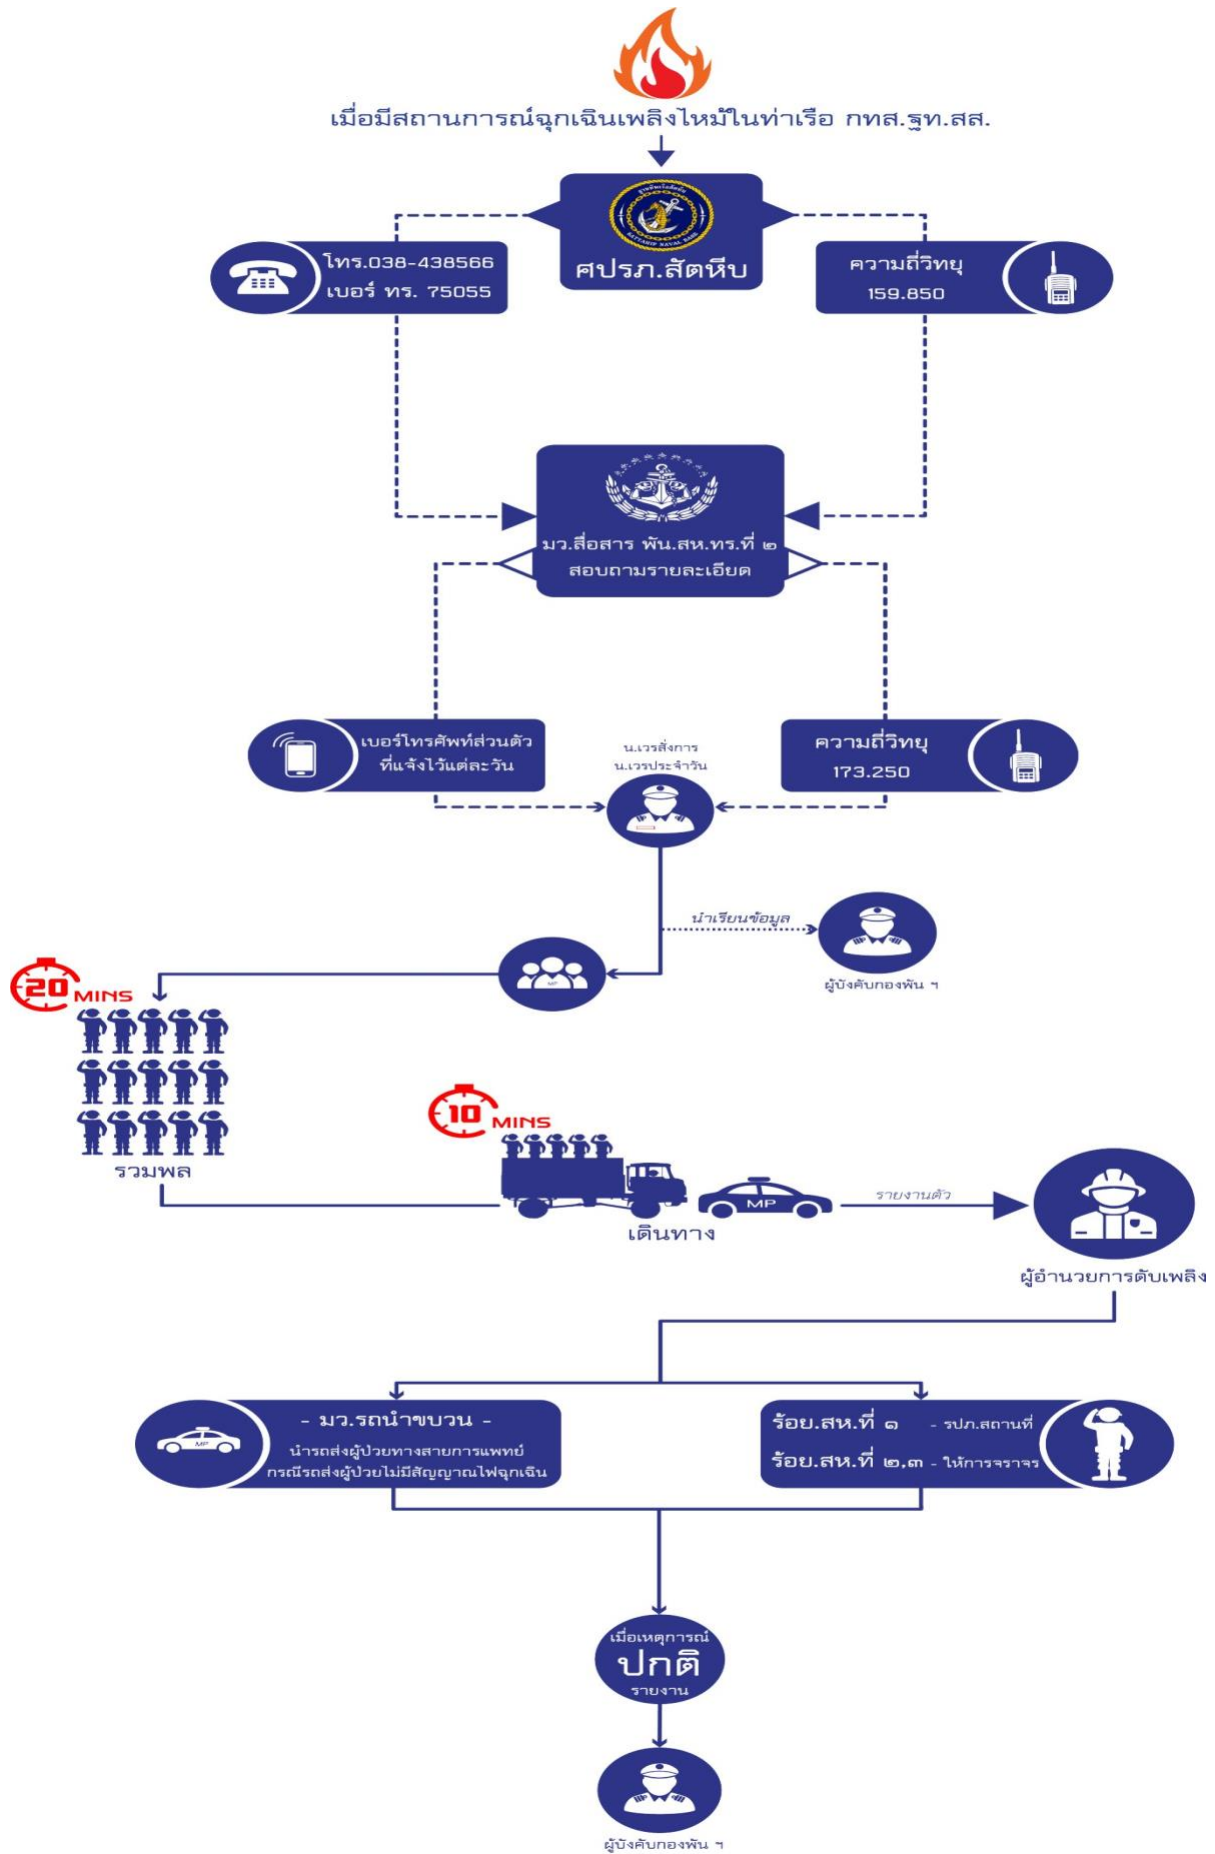 เมื่อมีสถานการณ์ฉุกเฉินเพลิงไหม้ในท่าเรือ กทส.ฐท.สส.
SATTAHIP NAVAL BASE
ศปรภ.สัตหีบ
โทร.038-438566
เบอร์ ทร. 75055
ความถี่วิทยุ
159.850
มว.สื่อสาร พัน.สห.ทร.ที่ ๒
สอบถามรายละเอียด
เบอร์โทรศัพท์ส่วนตัว
ที่แจ้งไว้แต่ละวัน
น.เวรสั่งการ
น.เวรประจำวัน
ความถี่วิทยุ
173.250
นำเรียนข้อมูล
ผู้บังคับกองพัน ฯ
MP
20 MINS
รวมพล
10 MINS
MP
เดินทาง
รายงานตัว
ผู้อำนวยการดับเพลิง
MP
- มว.รถนำขบวน -
นำรถส่งผู้ป่วยทางสายการแพทย์
กรณีรถส่งผู้ป่วยไม่มีสัญญาณไฟฉุกเฉิน
ร้อย.สห.ที่ ๑ - รปภ.สถานที่
ร้อย.สห.ที่ ๒,๓ - ให้การจราจร
เมื่อเหตุการณ์
ปกติ
รายงาน
ผู้บังคับกองพัน ฯ